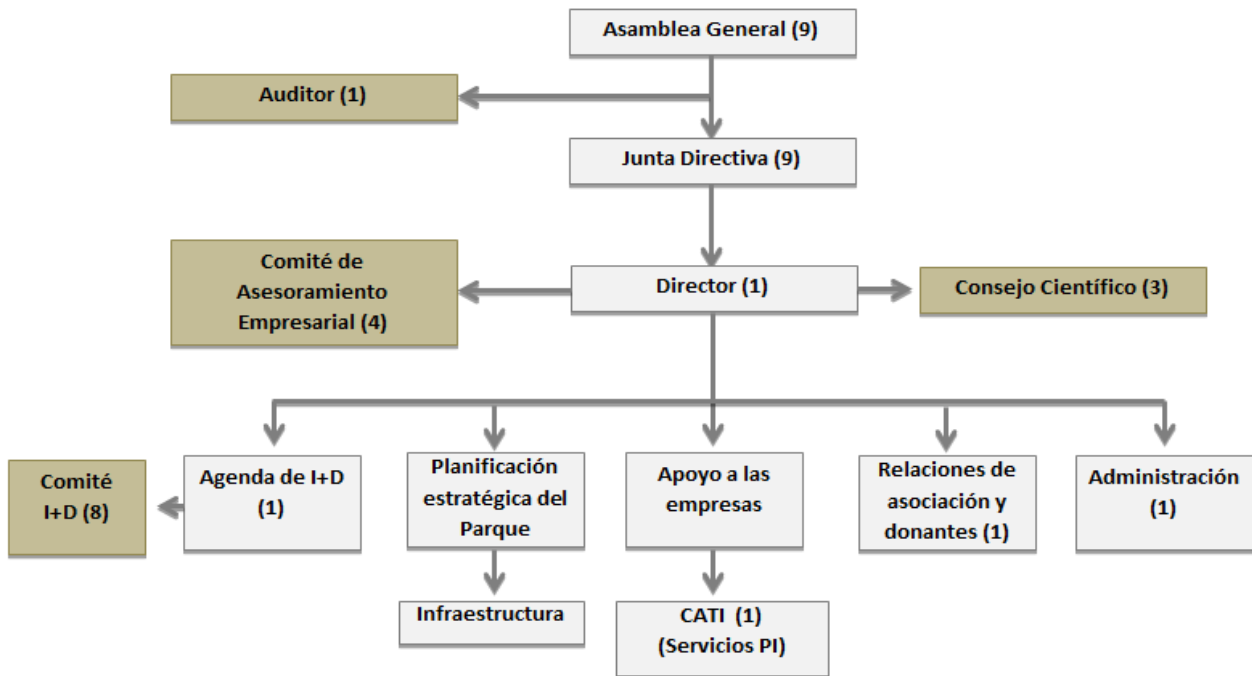 Asamblea General (9)
Auditor (1)
Junta Directiva (9)
Comité de
Asesoramiento
Empresarial (4)
Director (1)
Consejo Científico (3)
Comité
I+D (8)
Agenda de I+D
(1)
Planificación
estratégica del
Parque
Apoyo a las
empresas
Relaciones de
asociación y
donantes (1)
Administración
(1)
Infraestructura
CATI (1)
(Servicios PI)